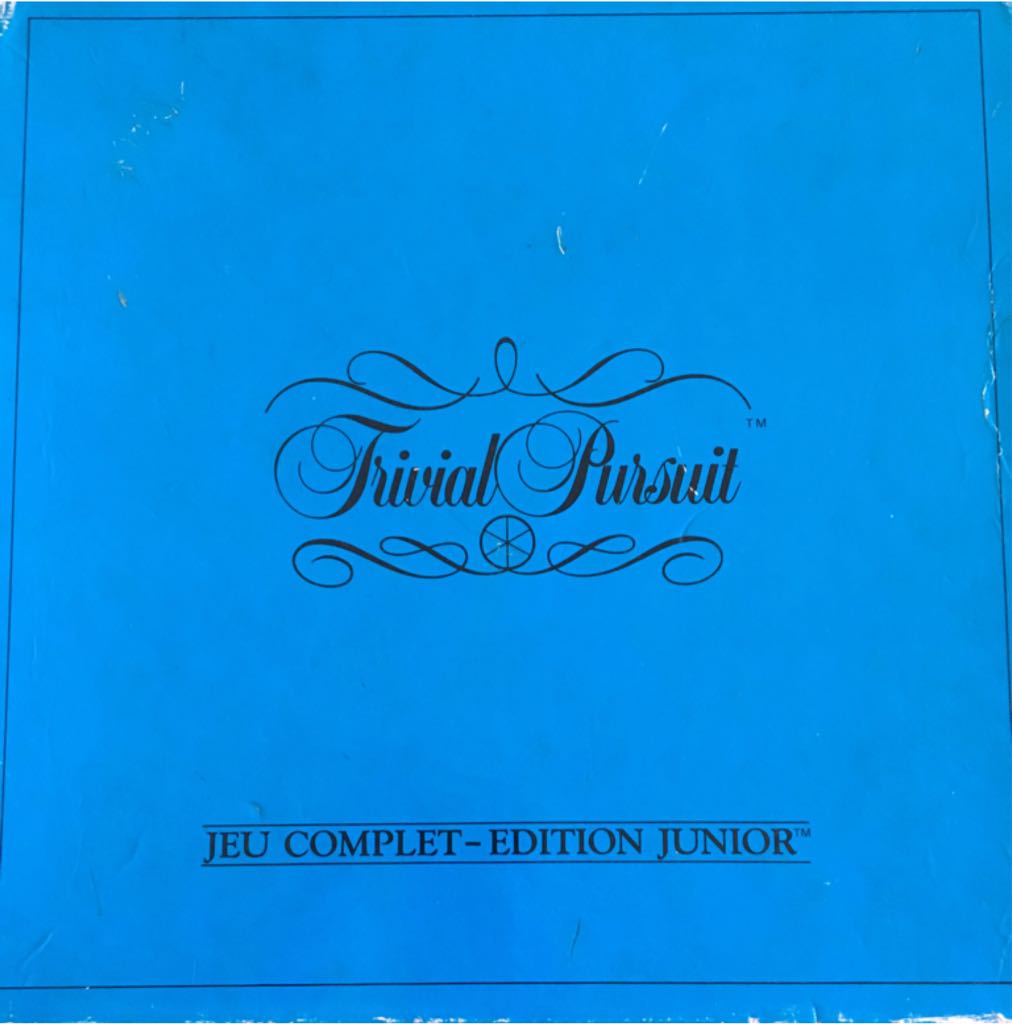 Trivial Pursuit™
JEU COMPLET-EDITION JUNIOR™